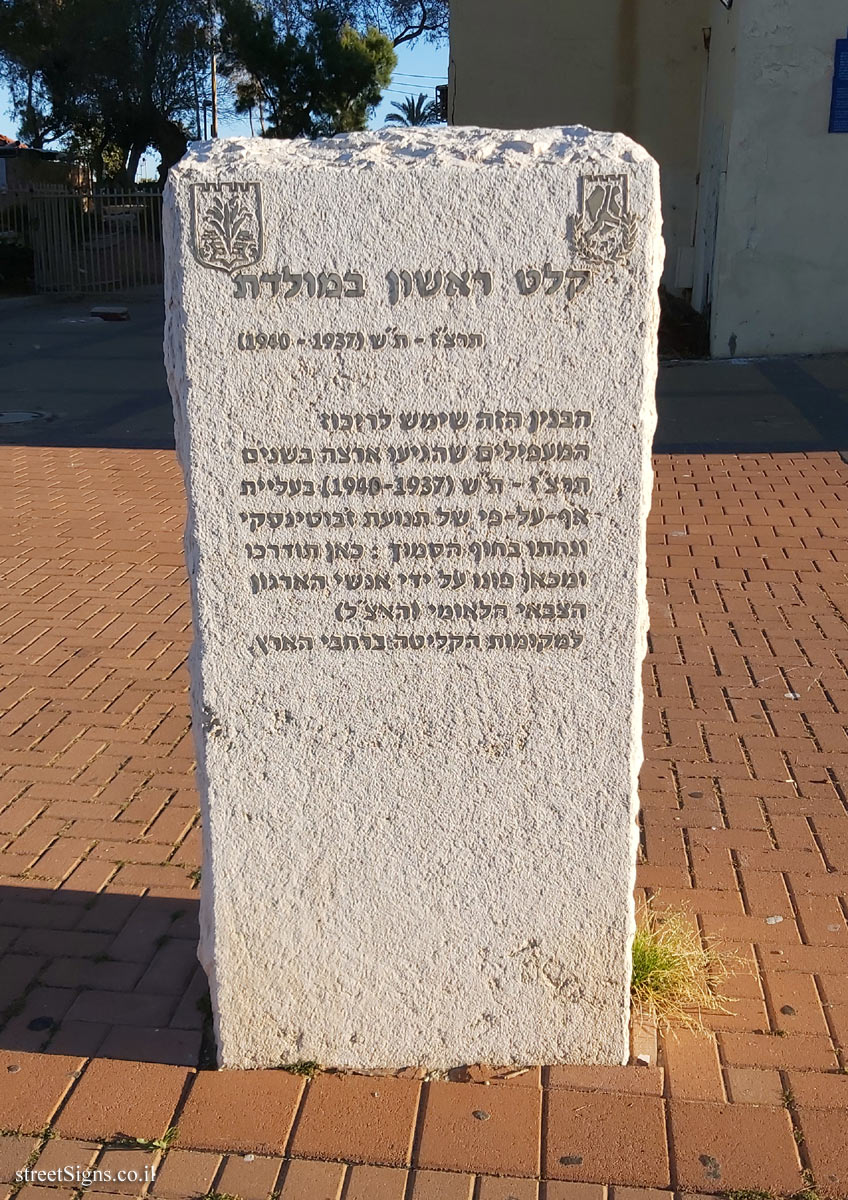 קלט ראשון במולדת
תרצ"ז - ת"ש (1937 - 1940)
הבנין הזה שימש לריכוז
המעפילים שהגיעו ארצה בשנים
תרצ"ז - ת"ש (1937-1940) בעליית
אף-על-פי של תנועת ז'בוטינסקי
ונחתו בחוף הסמוך : כאן תודרכו
ומכאן פונו על ידי אנשי הארגון
הצבאי הלאומי (האצ"ל)
למקומות הקליטה ברחבי הארץ.
streetSigns.co.il